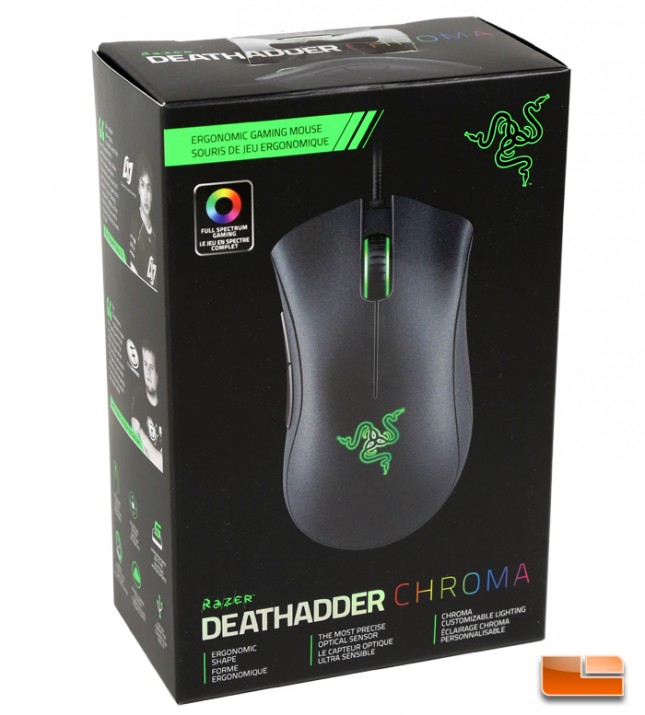 RAZER
DEATHADDER CHROMA
ERGONOMIC GAMING MOUSE
SOURIS DE JEU ERGONOMIQUE
FULL SPECTRUM
GAMING
LE JEU EN SPECTRE
COMPLET
RAZER
DEATHADDER CHROMA
ERGONOMIC
SHAPE
FORME
ERGONOMIQUE
THE MOST PRECISE
OPTICAL SENSOR
LE CAPTEUR OPTIQUE
ULTRA SENSIBLE
CHROMA
CUSTOMIZABLE LIGHTING
ÉCLAIRAGE CHROMA
PERSONNALISABLE